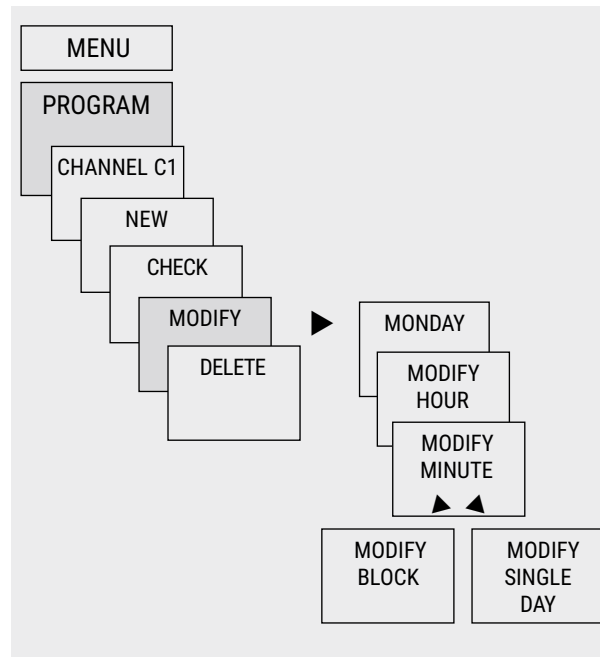 MENU
PROGRAM
CHANNEL C1
NEW
CHECK
MODIFY
DELETE
MONDAY
MODIFY
HOUR
MODIFY
MINUTE
MODIFY
BLOCK
MODIFY
SINGLE
DAY